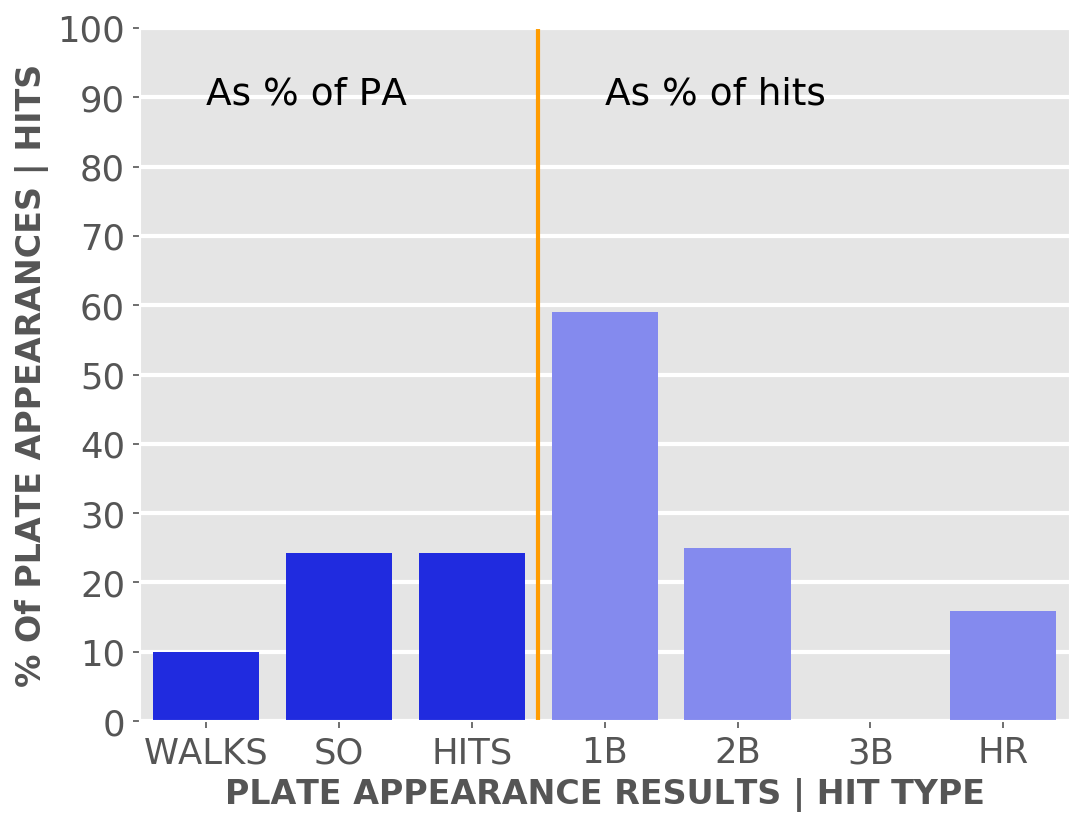 100
90
80
70
60
50
40
30
20
10
0
% Of PLATE APPEARANCES | HITS
As % of PA
As % of hits
WALKS SO HITS 1B 2B 3B HR
PLATE APPEARANCE RESULTS | HIT TYPE